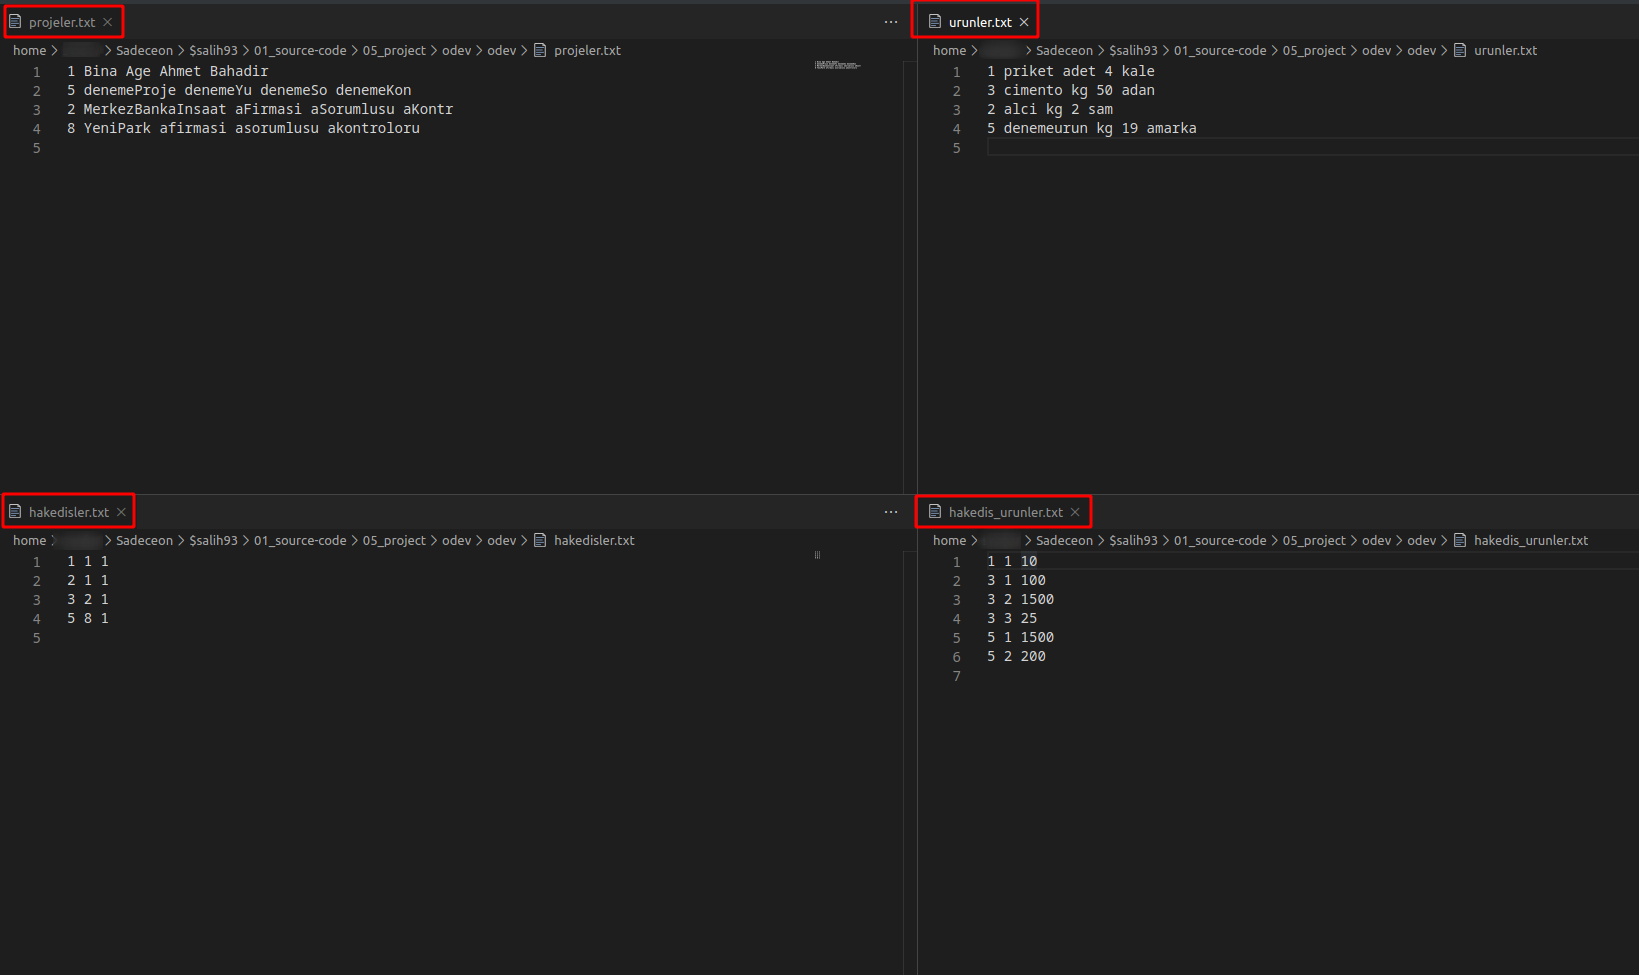 projeler.txt
home > > Sadeceon > $salih93 > 01_source-code > 05_project > odev > odev > projeler.txt
1 1 Bina Age Ahmet Bahadir
2 5 denemeProje denemeYu denemeSo denemeKon
3 2 MerkezBankaInsaat aFirmasi aSorumlusu aKontr
4 8 YeniPark afirmasi asorumlusu akontroloru
5
urunler.txt
home > > Sadeceon > $salih93 > 01_source-code > 05_project > odev > odev > urunler.txt
1 1 priket adet 4 kale
2 3 cimento kg 50 adan
3 2 alci kg 2 sam
4 5 denemeurun kg 19 amarka
5
hakedisler.txt
home > > Sadeceon > $salih93 > 01_source-code > 05_project > odev > odev > hakedisler.txt
1 1 1 1
2 2 1 1
3 3 2 1
4 5 8 1
5
hakedis_urunler.txt
home > > Sadeceon > $salih93 > 01_source-code > 05_project > odev > odev > hakedis_urunler.txt
1 1 1 10
2 3 1 100
3 3 2 1500
4 3 3 25
5 5 1 1500
6 5 2 200
7